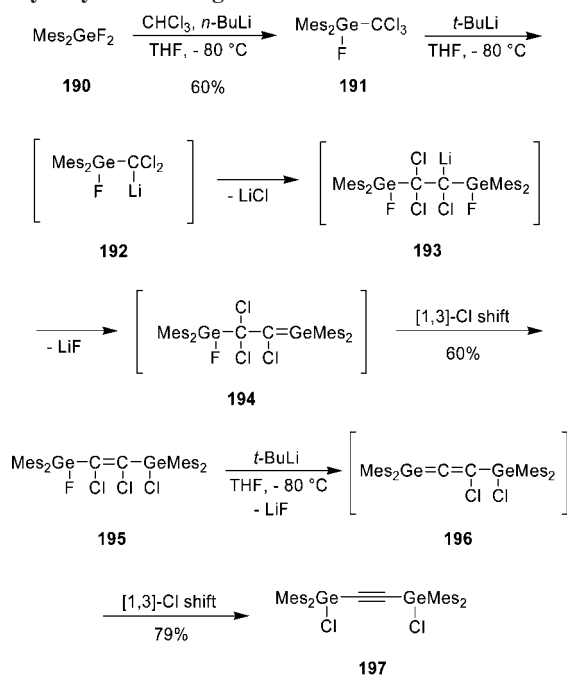 Mes2GeF2
190
CHCl3, n-BuLi
THF, - 80 °C
60%
Mes2Ge-CCl3
F
191
t-BuLi
THF, - 80 °C
Mes2Ge-CCl2
F Li
192
- LiCl
Cl Li
Mes2Ge-C-C-GeMes2
F Cl Cl F
193
- LiF
Cl
Mes2Ge-C-C=GeMes2
F Cl Cl
194
[1,3]-Cl shift
60%
Mes2Ge-C=C-GeMes2
F Cl Cl Cl
195
t-BuLi
THF, - 80 °C
- LiF
Mes2Ge=C=C-GeMes2
Cl Cl
196
[1,3]-Cl shift
79%
Mes2Ge≡GeMes2
Cl Cl
197